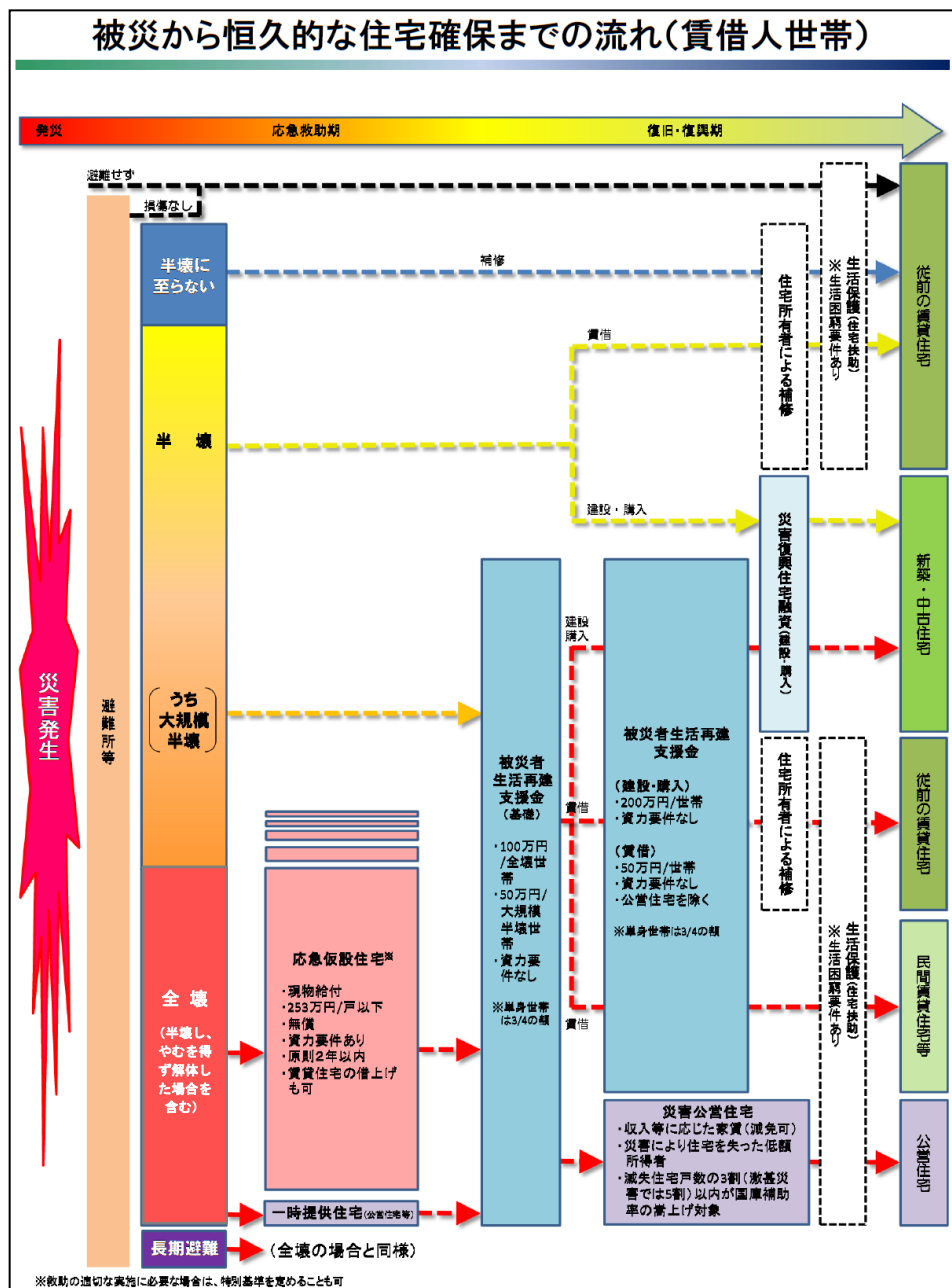 被災から恒久的な住宅確保までの流れ(賃借人世帯)
発災
応急救助期
復旧・復興期
避難せず
損傷なし
災害発生
避難所等
半壊に
至らない
補修
半　壊
賃借
建設・購入
うち
大規模
半壊
全 壊
(半壊し、
やむを得
ず解体し
た場合を
含む)
長期避難
(全壊の場合と同様)
応急仮設住宅※
・現物給付
・253万円/戸以下
・無償
・資力要件あり
・原則2年以内
・賃貸住宅の借上げ
も可
一時提供住宅(公営住宅等)
被災者
生活再建
支援金
(基礎)
・100万円
/全壊世
帯
・50万円/
大規模
半壊世
帯
・資力要
件なし
※単身世帯
は3/4の額
建設
購入
賃借
賃借
被災者生活再建
支援金
(建設・購入)
・200万円/世帯
・資力要件なし
(賃借)
・50万円/世帯
・資力要件なし
・公営住宅を除く
※単身世帯は3/4の額
災害公営住宅
・収入等に応じた家賃(減免可)
・災害により住宅を失った低額
所得者
・滅失住宅戸数の3割(激甚災
害では5割)以内が国庫補助
率の嵩上げ対象
住宅所有者による補修
災害復興住宅融資(建設・購入)
住宅所有者による補修
生活保護(住宅扶助)
※生活困窮要件あり
生活保護(住宅扶助)
※生活困窮要件あり
従前の賃貸住宅
新築・中古住宅
従前の賃貸住宅
民間賃貸住宅等
公営住宅
※救助の適切な実施に必要な場合は、特別基準を定めることも可